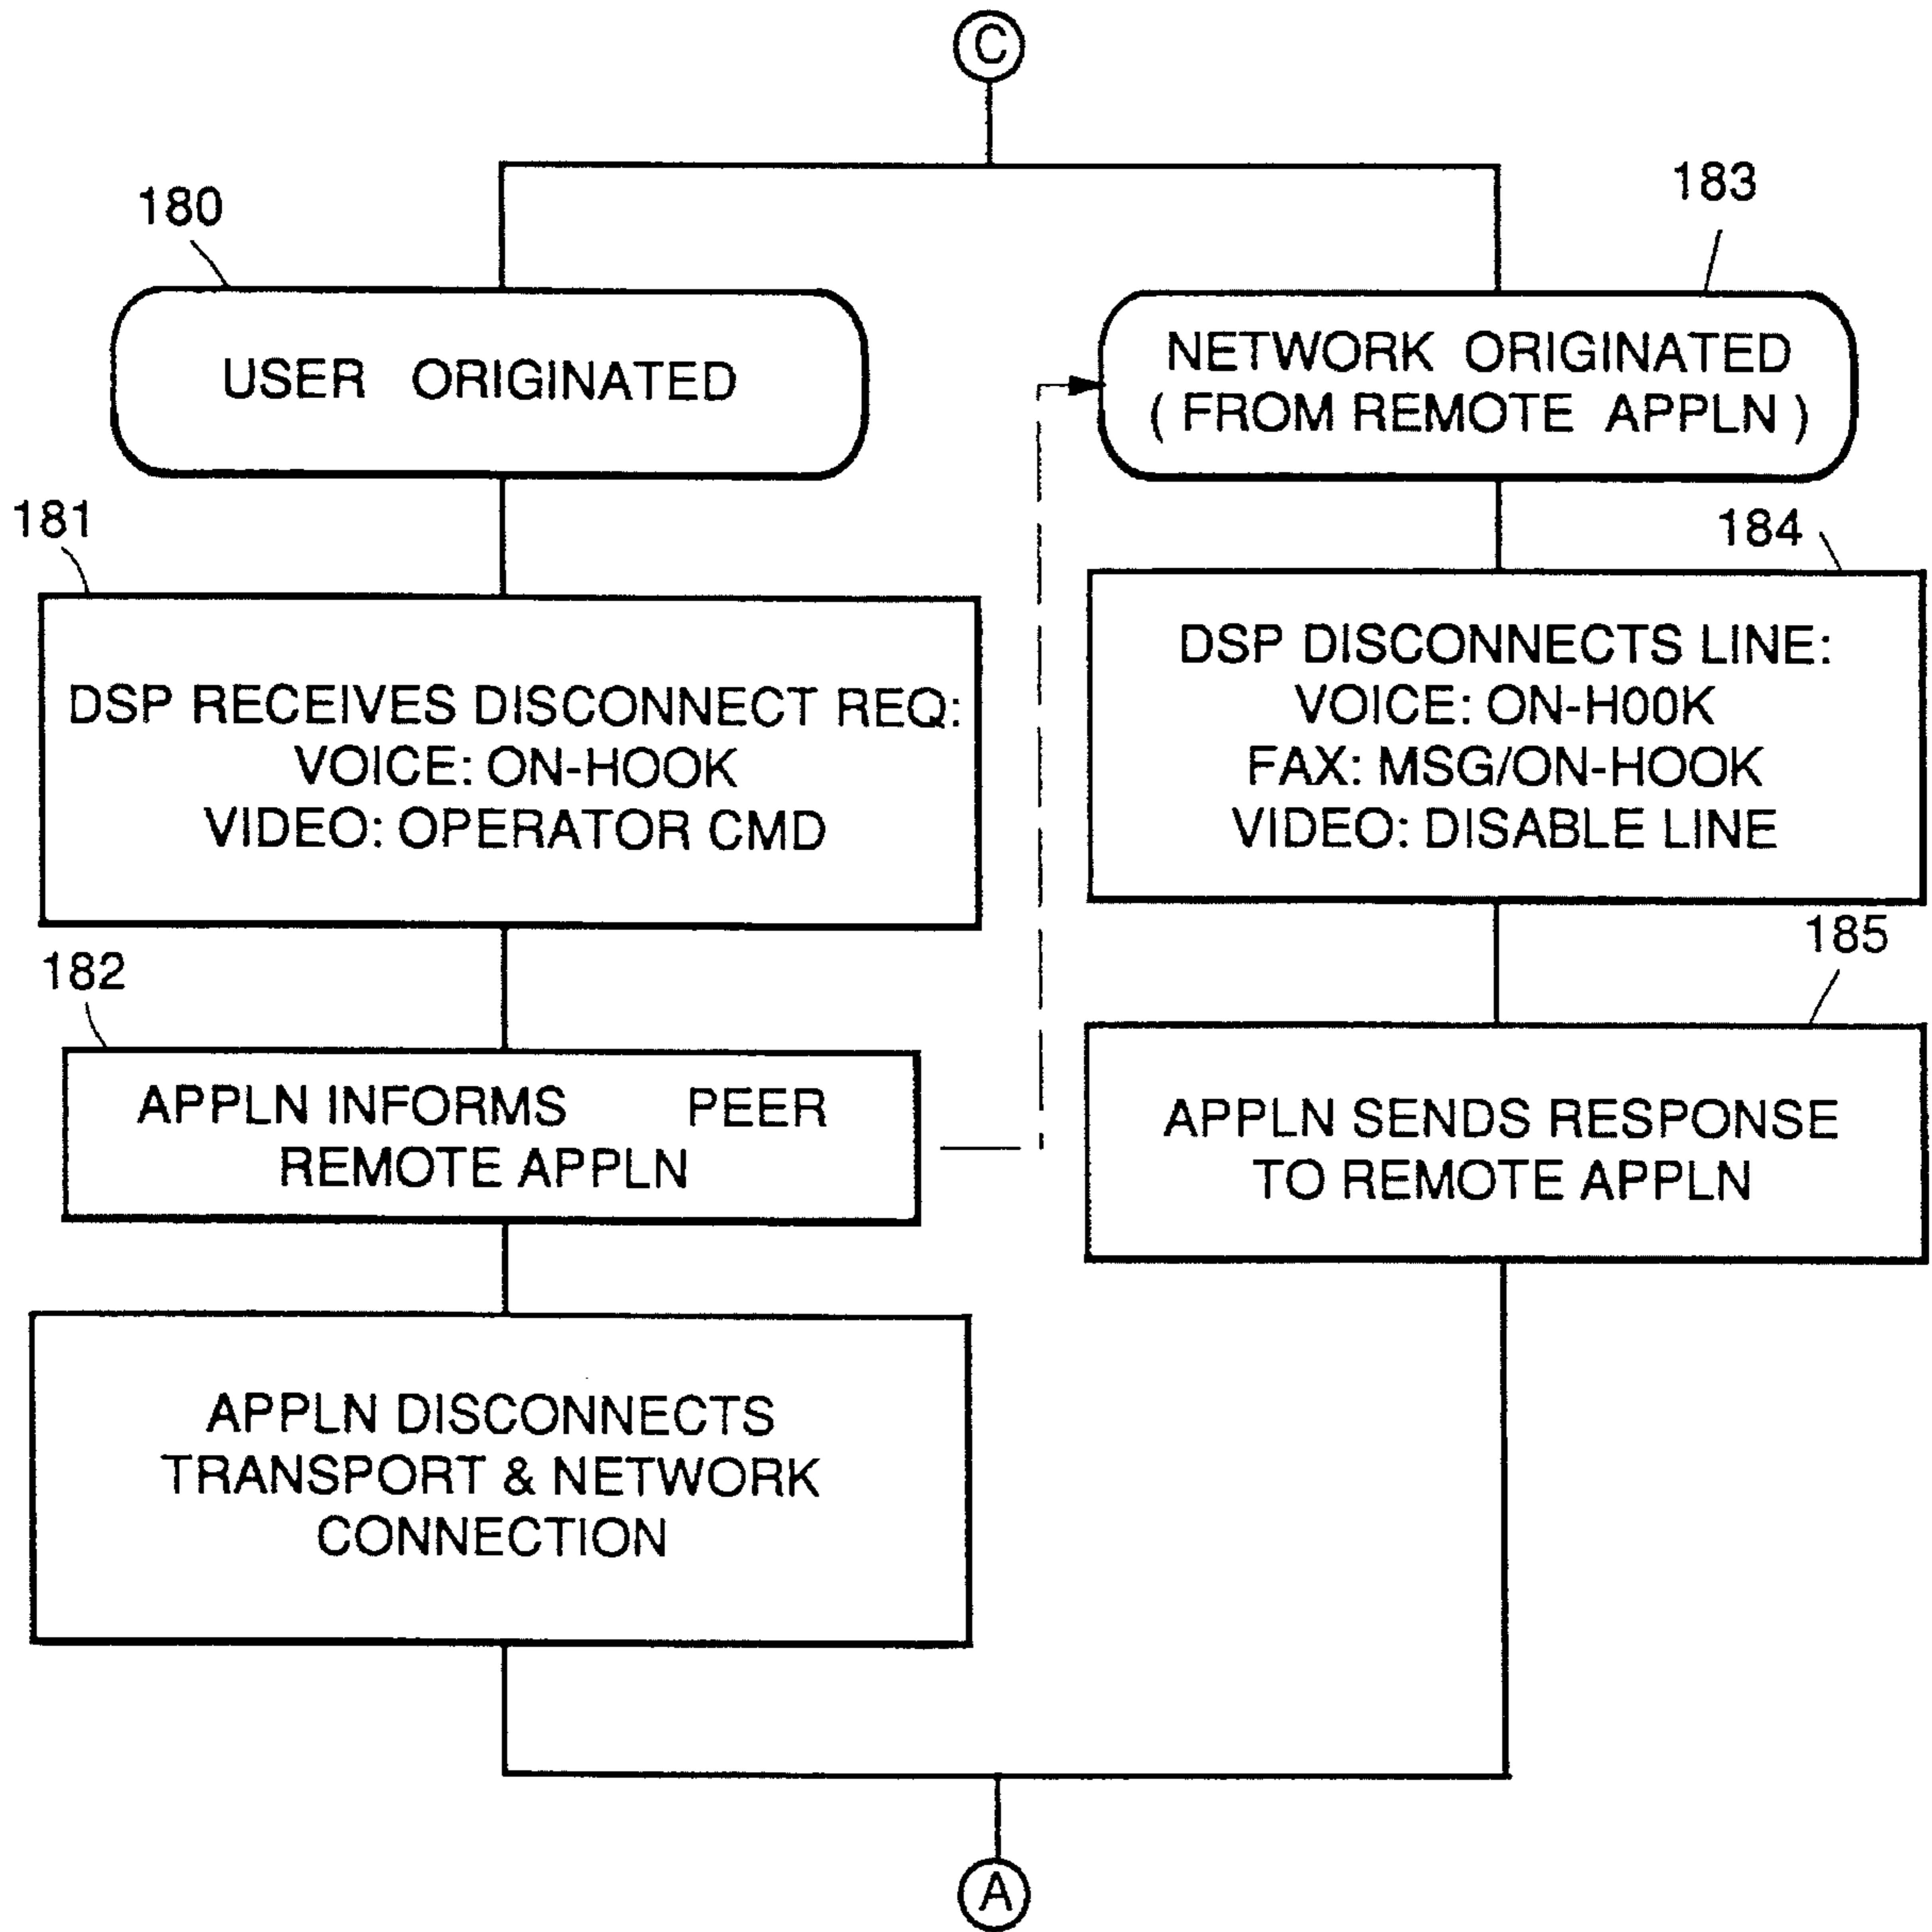 C
180
USER ORIGINATED
181
DSP RECEIVES DISCONNECT REQ:
VOICE: ON-HOOK
VIDEO: OPERATOR CMD
182
APPLN INFORMS PEER
REMOTE APPLN
APPLN DISCONNECTS
TRANSPORT & NETWORK
CONNECTION
183
NETWORK ORIGINATED
( FROM REMOTE APPLN )
184
DSP DISCONNECTS LINE:
VOICE: ON-H00K
FAX: MSG/ON-HOOK
VIDEO: DISABLE LINE
185
APPLN SENDS RESPONSE
TO REMOTE APPLN
A